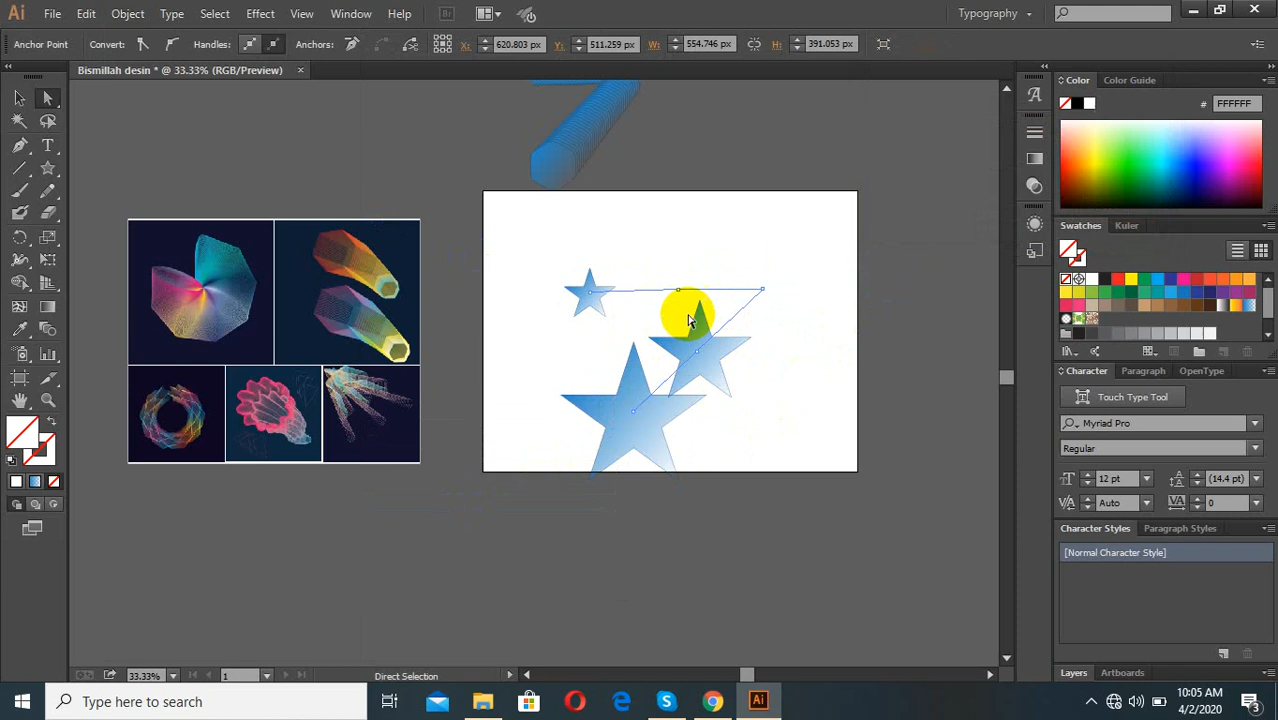 Ai File Edit Object Type Select Effect View Window Help Br Typography
Anchor Point Convert: Handles: Anchors: X: 620.803 px Y: 511.259 px W: 554.746 px H: 391.053 px
Bismillah desin * @ 33.33% (RGB/Preview) ×
Color Color Guide
# FFFFFF
Swatches Kuler
Character Paragraph OpenType
Touch Type Tool
Myriad Pro
Regular
12 pt (14.4 pt)
Auto 0
Character Styles Paragraph Styles
[Normal Character Style]
Layers Artboards
33.33% 1 Direct Selection
Type here to search
10:05 AM
4/2/2020
3